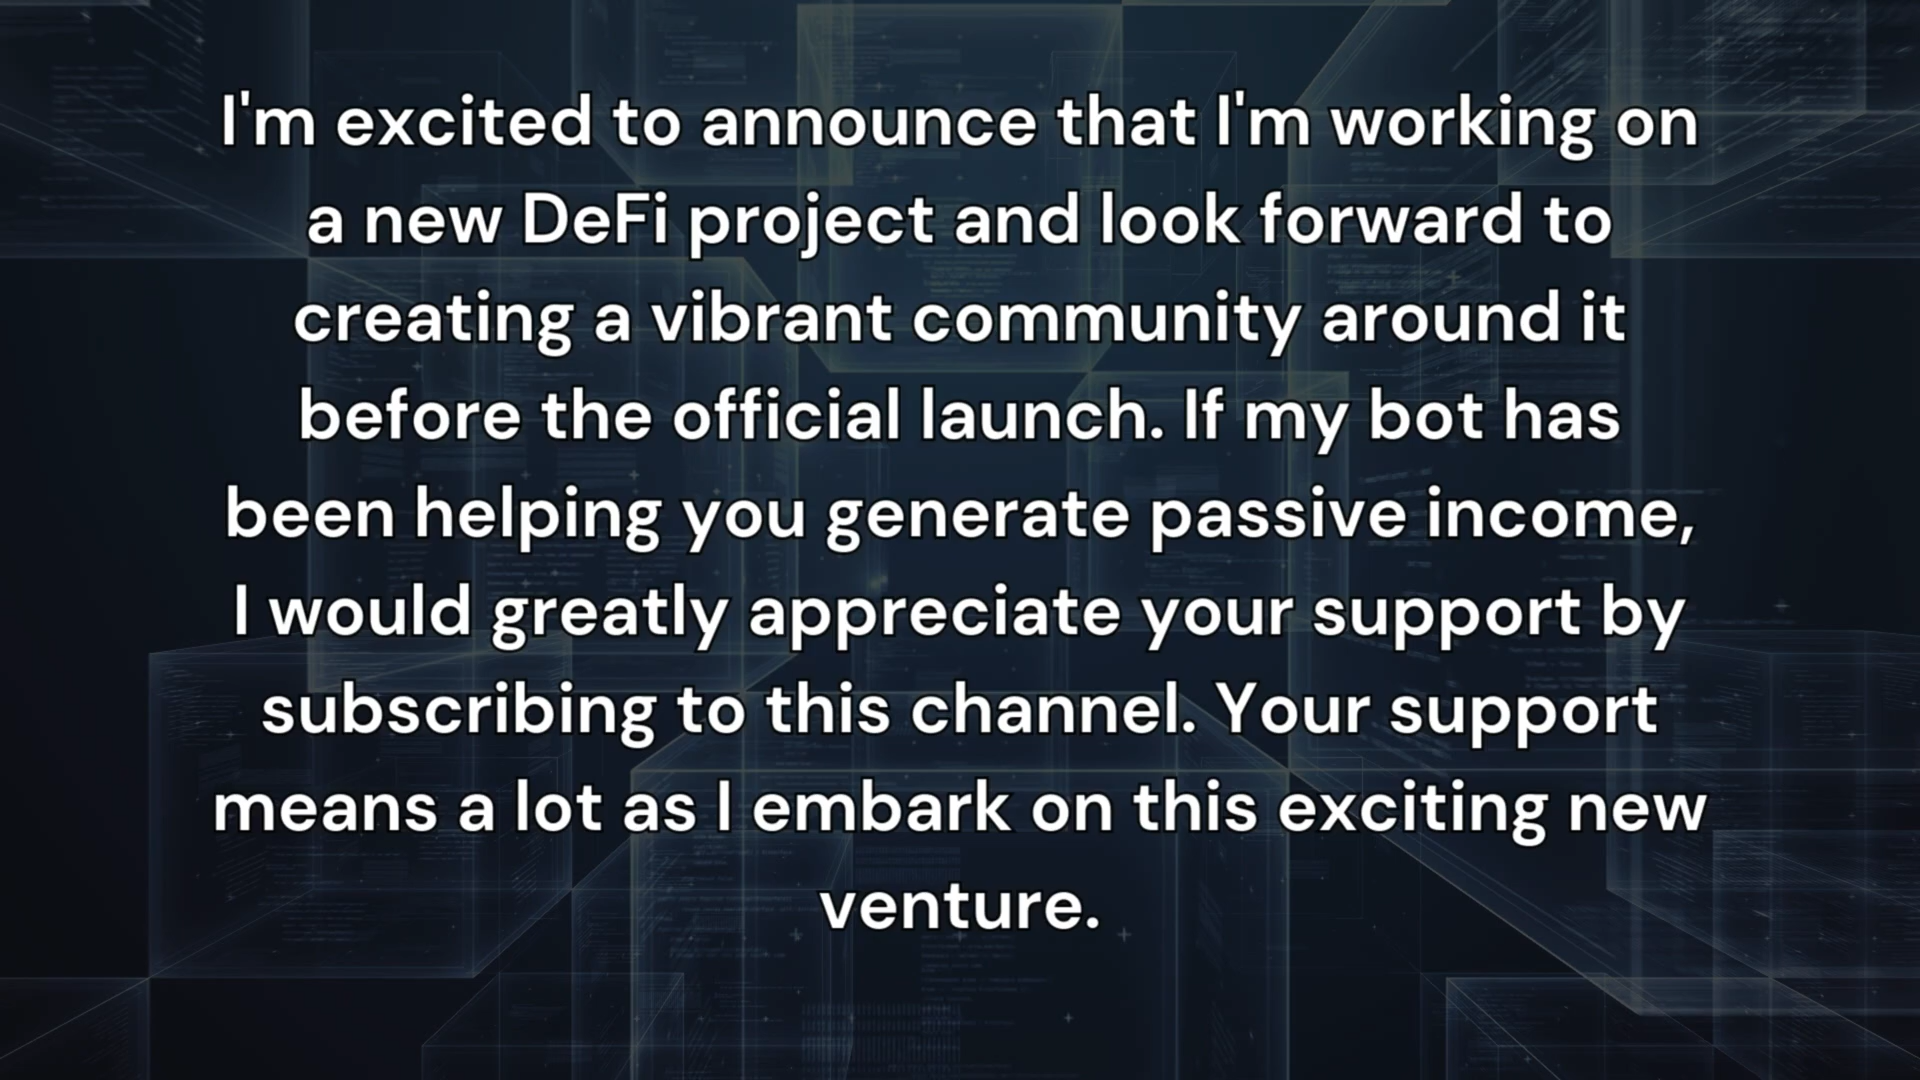 I'm excited to announce that I'm working on
a new DeFi project and look forward to
creating a vibrant community around it
before the official launch. If my bot has
been helping you generate passive income,
I would greatly appreciate your support by
subscribing to this channel. Your support
means a lot as I embark on this exciting new
venture.